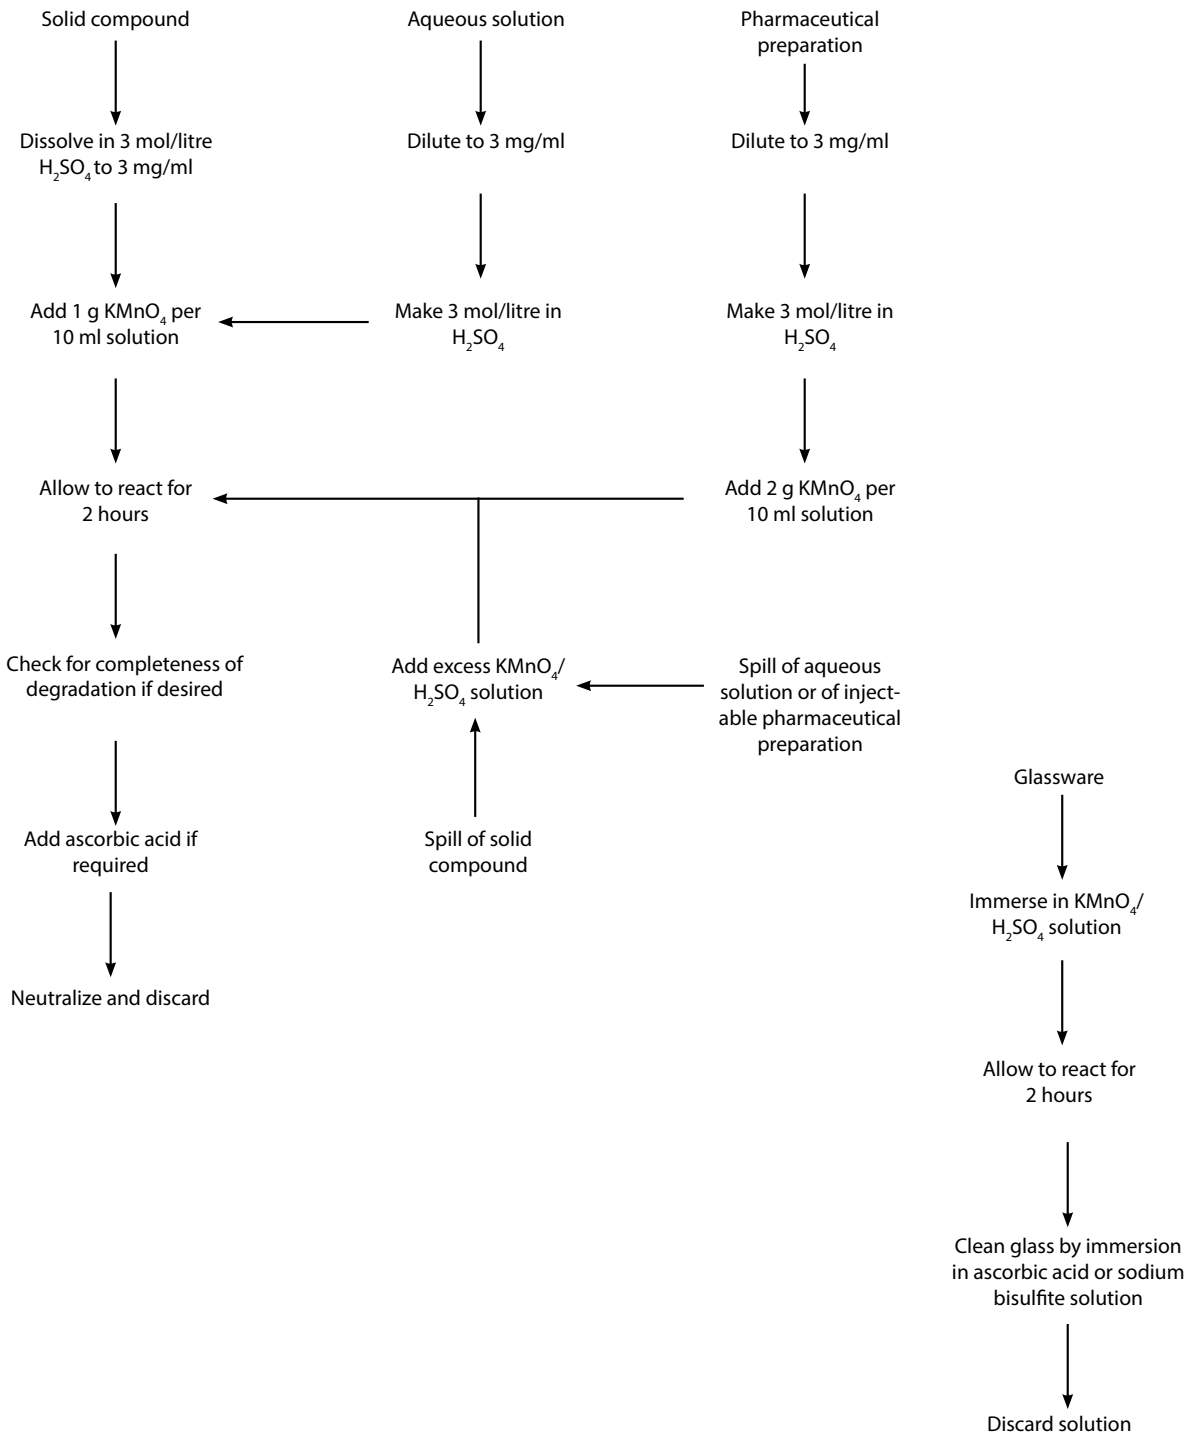 Solid compound
Aqueous solution
Pharmaceutical
preparation
Dissolve in 3 mol/litre
H₂SO₄ to 3 mg/ml
Dilute to 3 mg/ml
Dilute to 3 mg/ml
Add 1 g KMnO₄ per
10 ml solution
Make 3 mol/litre in
H₂SO₄
Make 3 mol/litre in
H₂SO₄
Allow to react for
2 hours
Add 2 g KMnO₄ per
10 ml solution
Check for completeness of
degradation if desired
Add excess KMnO₄/
H₂SO₄ solution
Spill of aqueous
solution or of inject-
able pharmaceutical
preparation
Glassware
Add ascorbic acid if
required
Spill of solid
compound
Immerse in KMnO₄/
H₂SO₄ solution
Neutralize and discard
Allow to react for
2 hours
Clean glass by immersion
in ascorbic acid or sodium
bisulfite solution
Discard solution